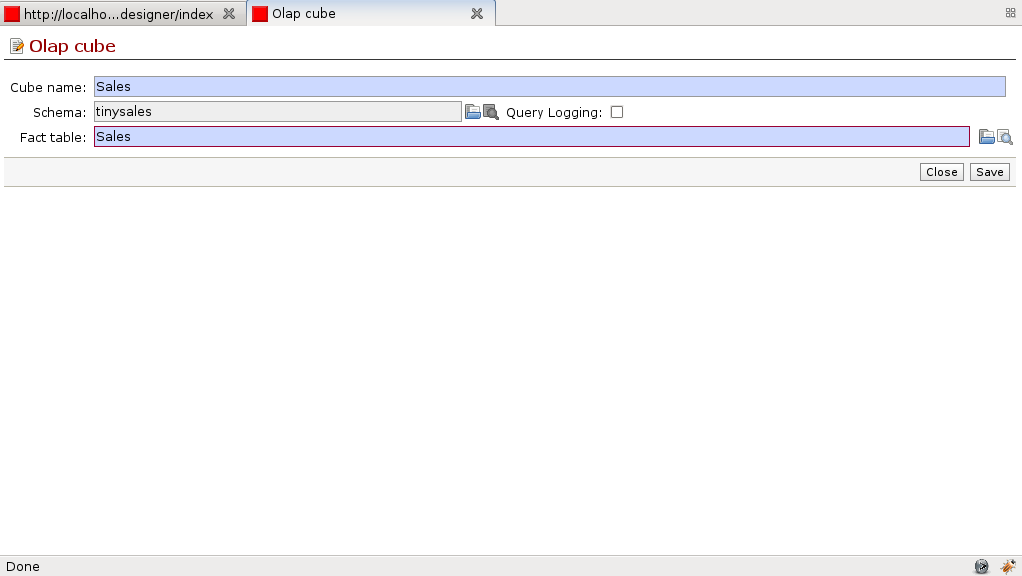 http://localho...designer/index
Olap cube
Olap cube
Cube name: Sales
Schema: tinysales Query Logging:
Fact table: Sales
Close Save
Done